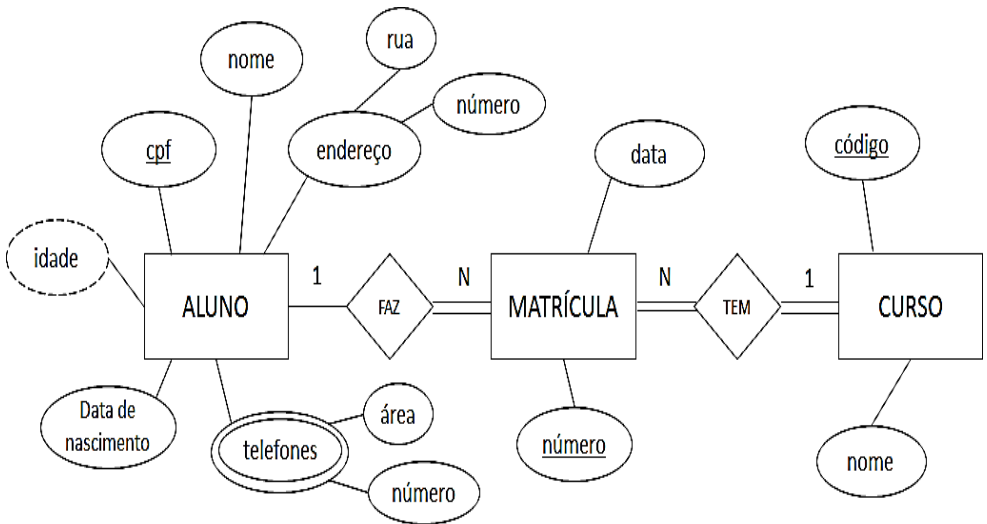 rua
nome
número
cpf
endereço
data
código
idade
ALUNO
1
FAZ
N
MATRÍCULA
N
TEM
1
CURSO
Data de
nascimento
telefones
área
número
número
nome